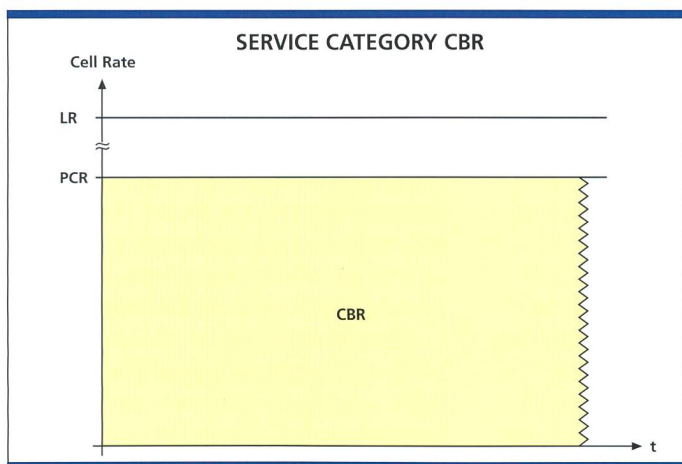 SERVICE CATEGORY CBR
Cell Rate
LR
PCR
CBR
t